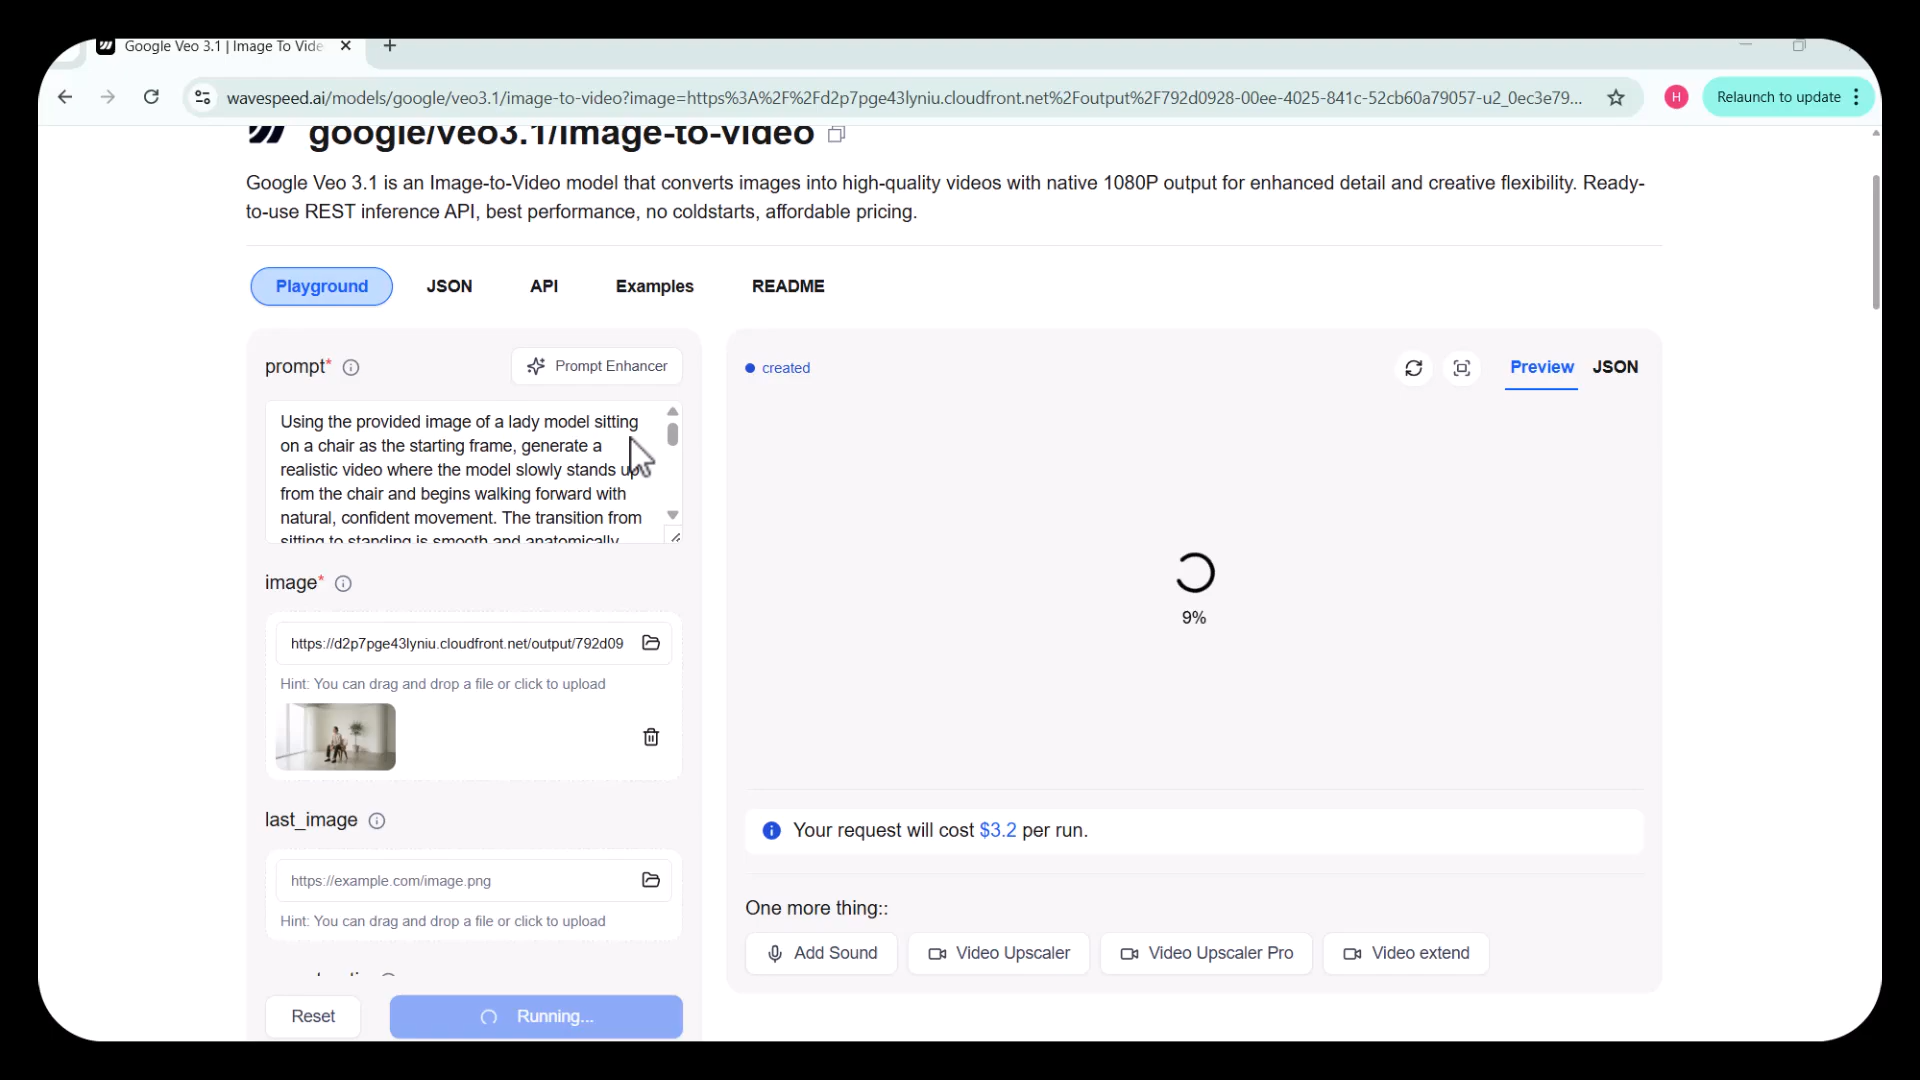 Google Veo 3.1 | Image To Vide
wavespeed.ai/models/google/veo3.1/image-to-video?image=https%3A%2F%2Fd2p7pge43lyniu.cloudfront.net%2Foutput%2F792d0928-00ee-4025-841c-52cb60a79057-u2_0ec3e79...
H
Relaunch to update
google/veo3.1/image-to-video
Google Veo 3.1 is an Image-to-Video model that converts images into high-quality videos with native 1080P output for enhanced detail and creative flexibility. Ready-
to-use REST inference API, best performance, no coldstarts, affordable pricing.
Playground
JSON
API
Examples
README
prompt*
Prompt Enhancer
Using the provided image of a lady model sitting
on a chair as the starting frame, generate a
realistic video where the model slowly stands up
from the chair and begins walking forward with
natural, confident movement. The transition from
sitting to standing is smooth and anatomically
image*
https://d2p7pge43lyniu.cloudfront.net/output/792d09
Hint: You can drag and drop a file or click to upload
last_image
https://example.com/image.png
Hint: You can drag and drop a file or click to upload
Reset
Running...
created
Preview
JSON
9%
Your request will cost $3.2 per run.
One more thing::
Add Sound
Video Upscaler
Video Upscaler Pro
Video extend